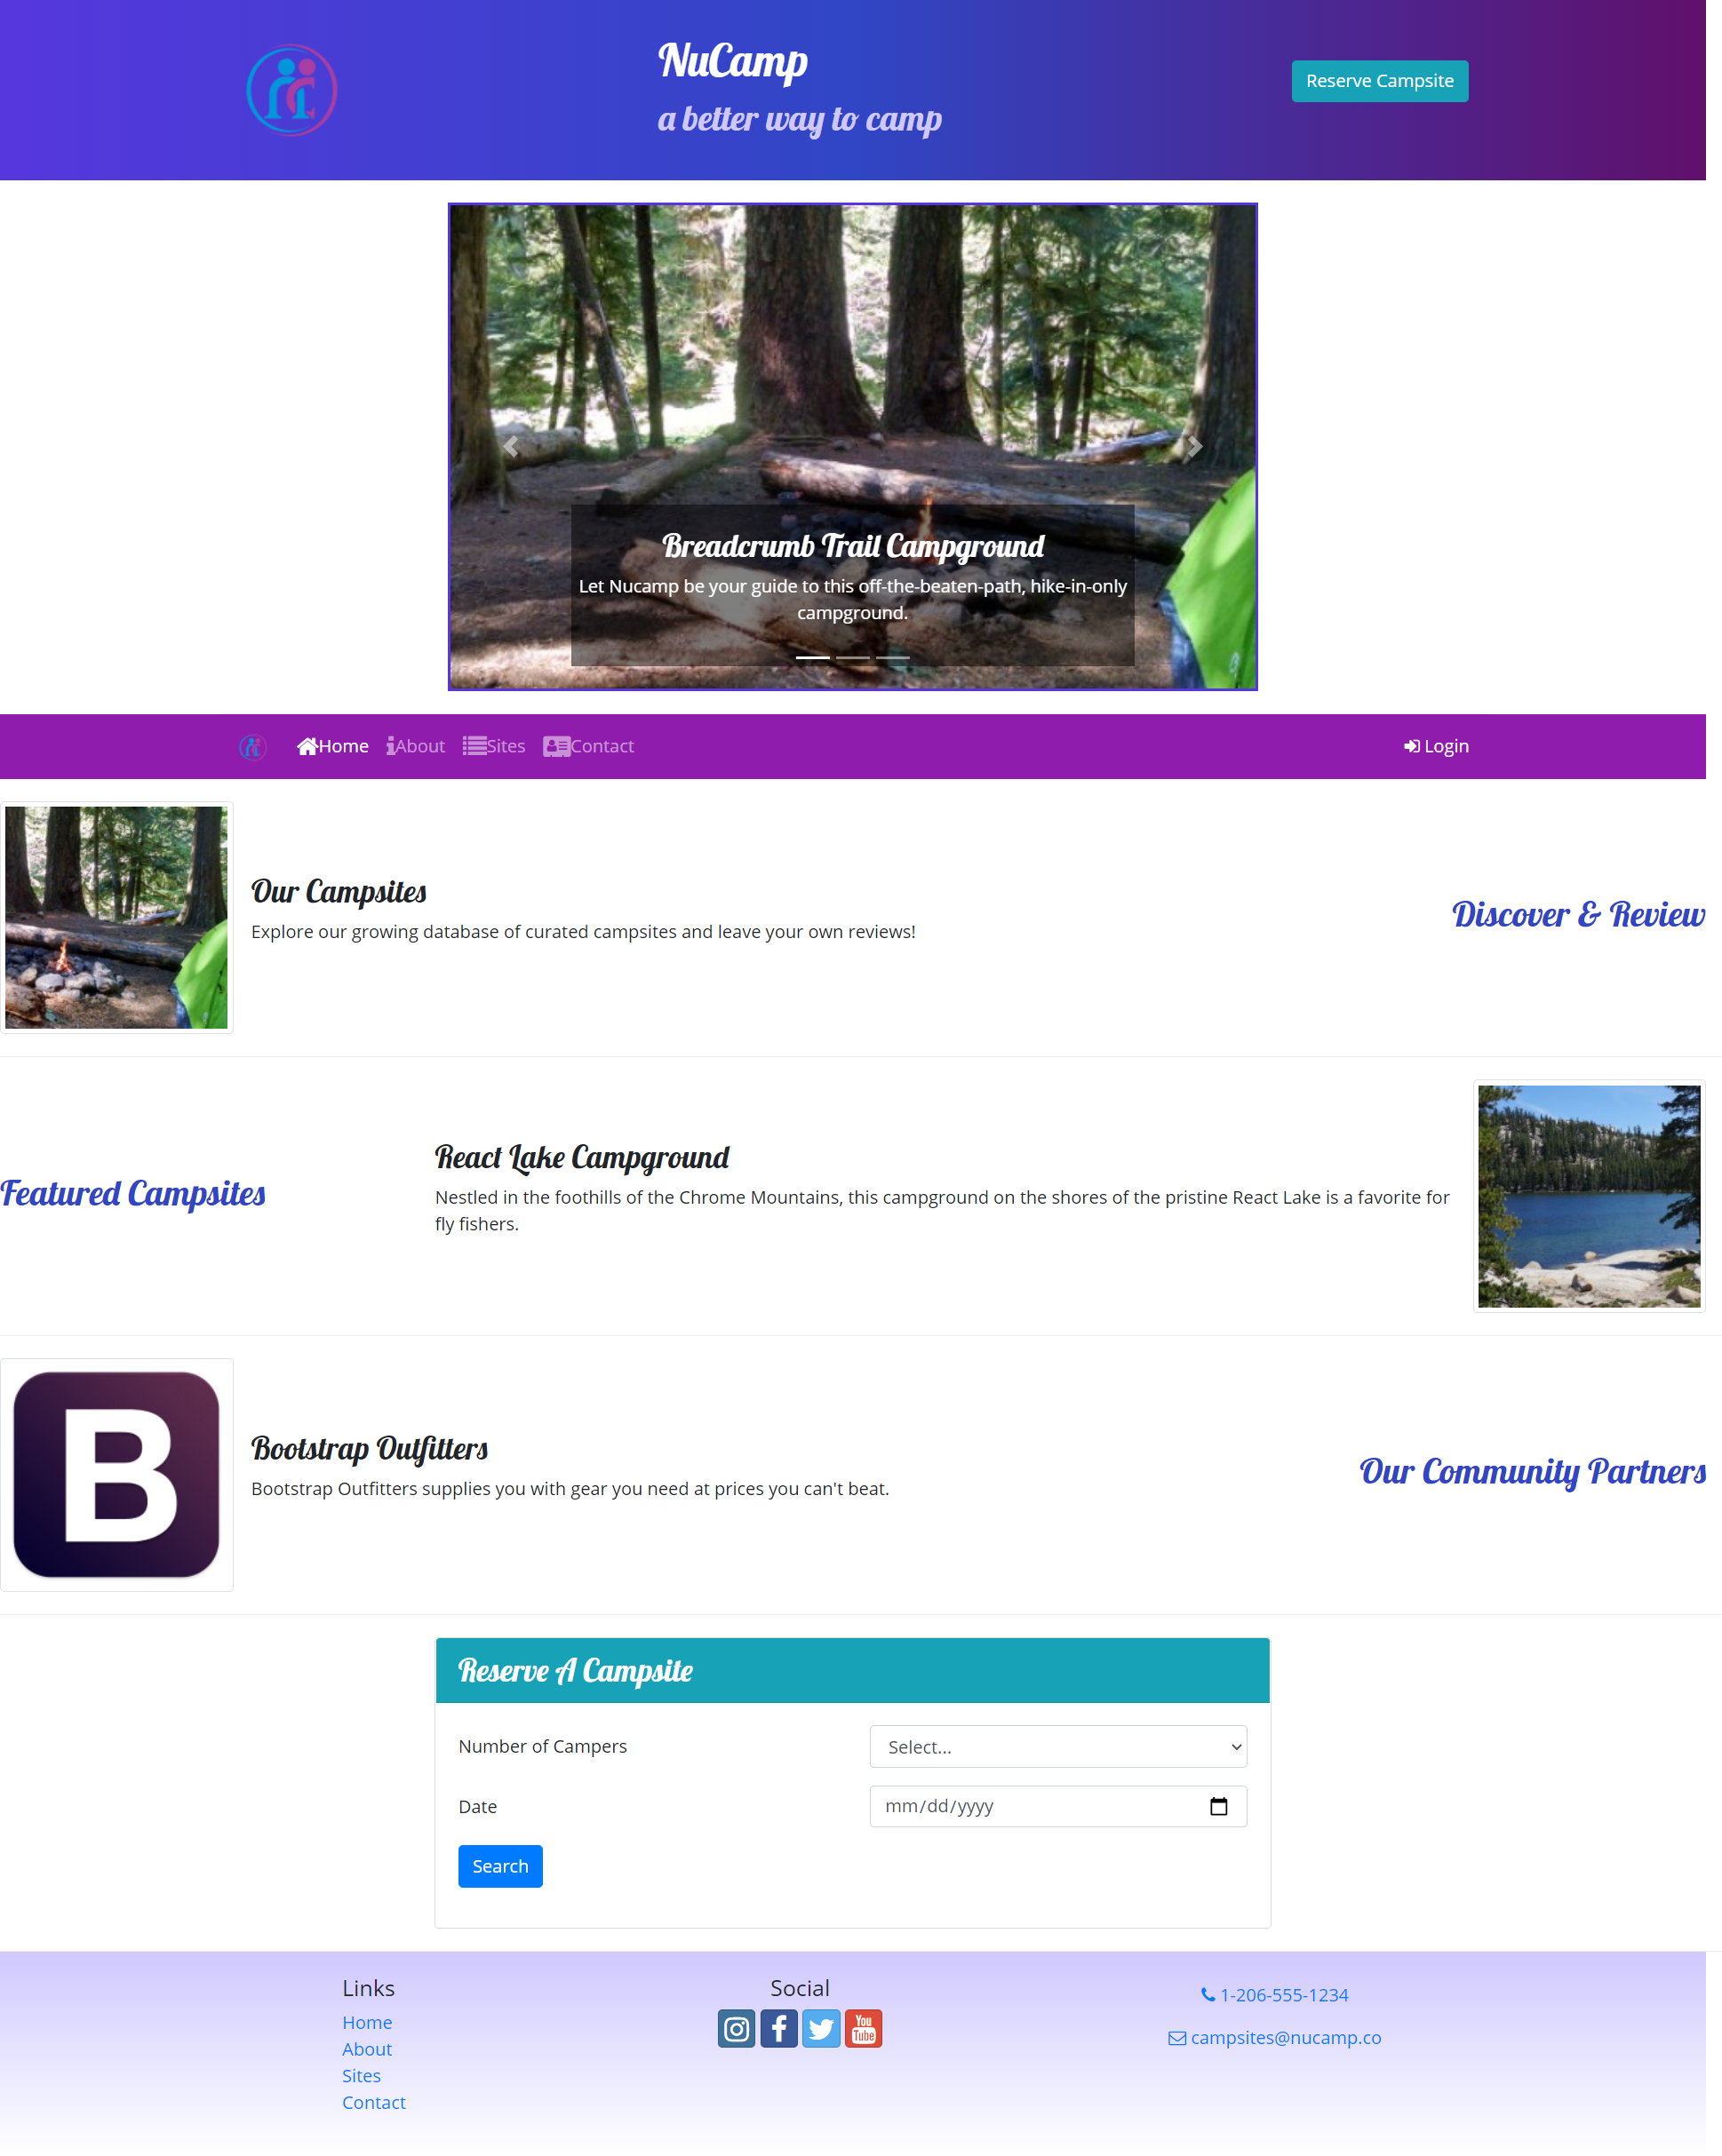 NuCamp
a better way to camp
Reserve Campsite
Breadcrumb Trail Campground
Let Nucamp be your guide to this off-the-beaten-path, hike-in-only
campground.
Home About Sites Contact
Login
Our Campsites
Explore our growing database of curated campsites and leave your own reviews!
Discover & Review
Featured Campsites
React Lake Campground
Nestled in the foothills of the Chrome Mountains, this campground on the shores of the pristine React Lake is a favorite for
fly fishers.
B
Bootstrap Outfitters
Bootstrap Outfitters supplies you with gear you need at prices you can't beat.
Our Community Partners
Reserve A Campsite
Number of Campers
Select...
Date
mm/dd/yyyy
Search
Links
Home
About
Sites
Contact
Social
You
Tube
1-206-555-1234
campsites@nucamp.co